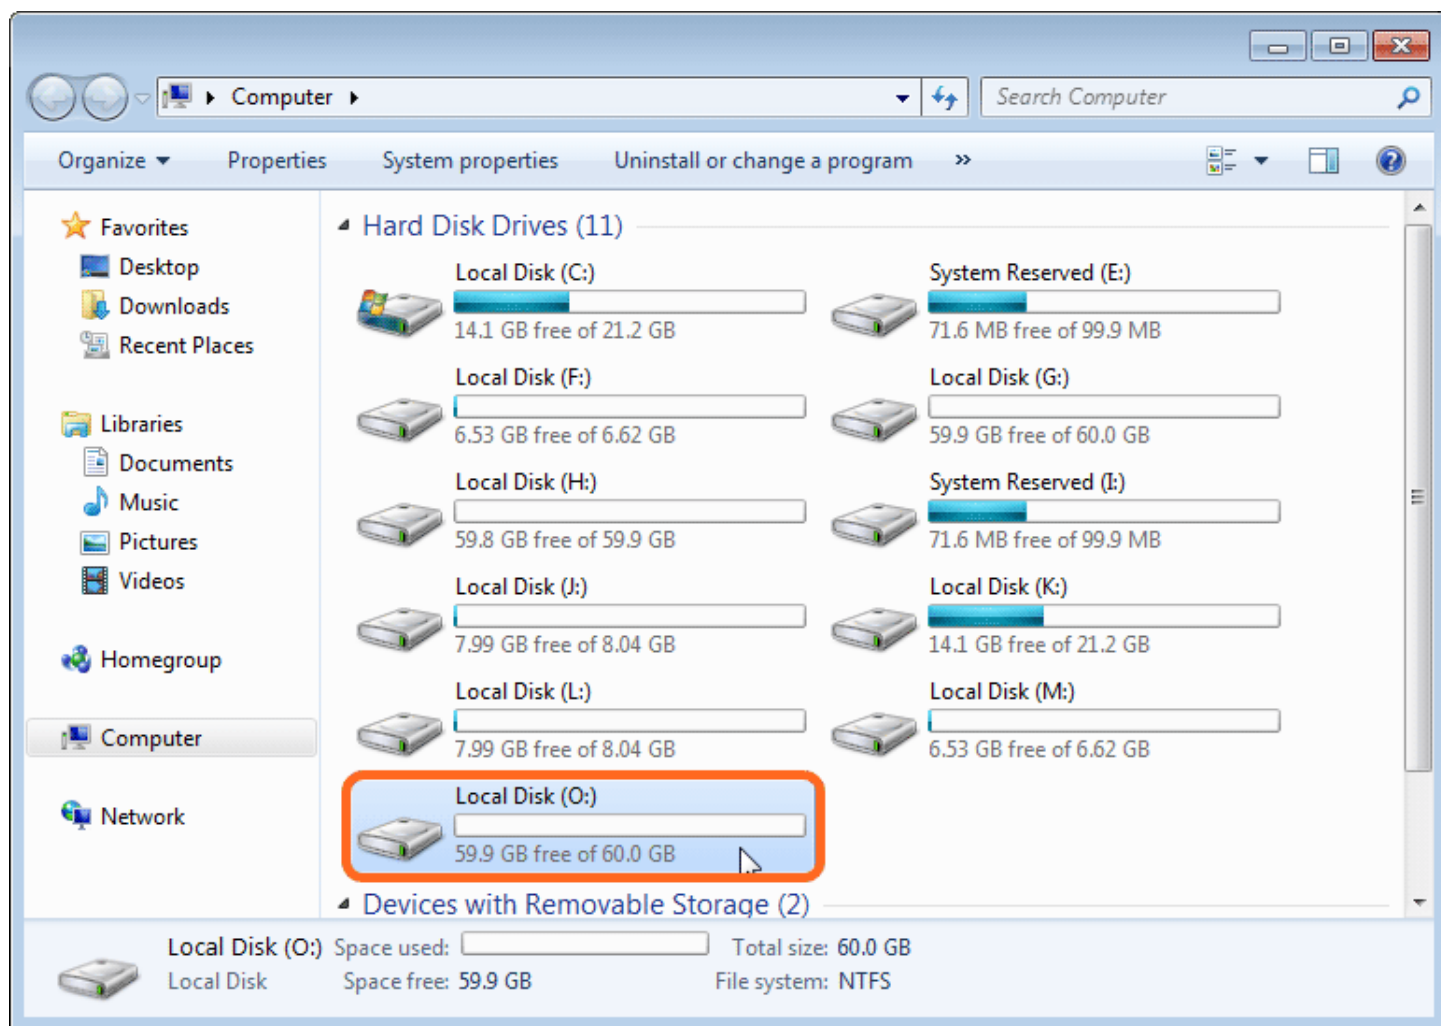 Computer
Search Computer
Organize Properties System properties Uninstall or change a program »
Favorites
Desktop
Downloads
Recent Places
Libraries
Documents
Music
Pictures
Videos
Homegroup
Computer
Network
Hard Disk Drives (11)
Local Disk (C:)
14.1 GB free of 21.2 GB
System Reserved (E:)
71.6 MB free of 99.9 MB
Local Disk (F:)
6.53 GB free of 6.62 GB
Local Disk (G:)
59.9 GB free of 60.0 GB
Local Disk (H:)
59.8 GB free of 59.9 GB
System Reserved (I:)
71.6 MB free of 99.9 MB
Local Disk (J:)
7.99 GB free of 8.04 GB
Local Disk (K:)
14.1 GB free of 21.2 GB
Local Disk (L:)
7.99 GB free of 8.04 GB
Local Disk (M:)
6.53 GB free of 6.62 GB
Local Disk (O:)
59.9 GB free of 60.0 GB
Devices with Removable Storage (2)
Local Disk (O:) Space used: Total size: 60.0 GB
Local Disk Space free: 59.9 GB File system: NTFS